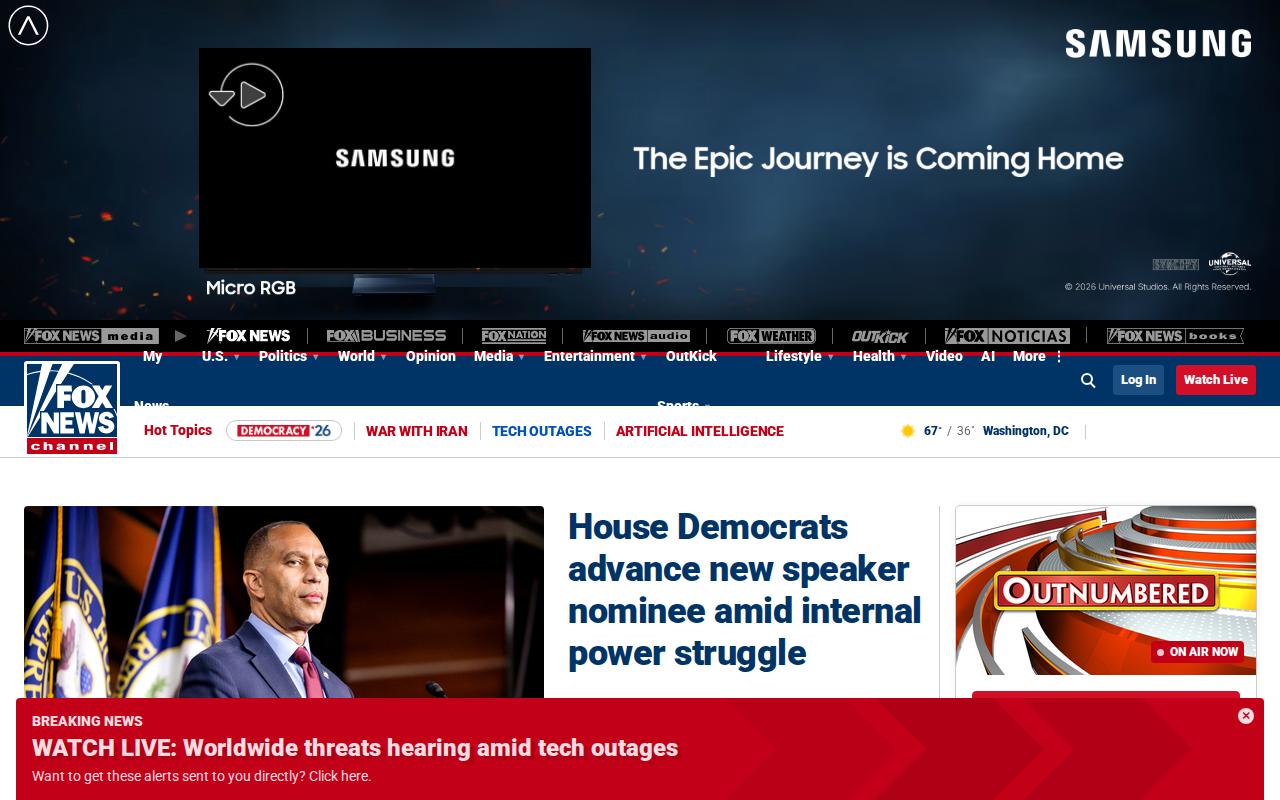 SAMSUNG
SAMSUNG
The Epic Journey is Coming Home
Micro RGB
UNIVERSAL
© 2026 Universal Studios. All Rights Reserved.
FOX NEWS media
FOX NEWS
FOX BUSINESS
FOX NATION
FOX NEWS audio
FOX WEATHER
OUTKICK
FOX NOTICIAS
FOX NEWS books
My News
U.S.
Politics
World
Opinion
Media
Entertainment
OutKick Sports
Lifestyle
Health
Video
AI
More
Log In
Watch Live
FOX
NEWS
channel
Hot Topics
DEMOCRACY '26
WAR WITH IRAN
TECH OUTAGES
ARTIFICIAL INTELLIGENCE
67° / 36° Washington, DC
House Democrats
advance new speaker
nominee amid internal
power struggle
OUTNUMBERED
ON AIR NOW
BREAKING NEWS
WATCH LIVE: Worldwide threats hearing amid tech outages
Want to get these alerts sent to you directly? Click here.